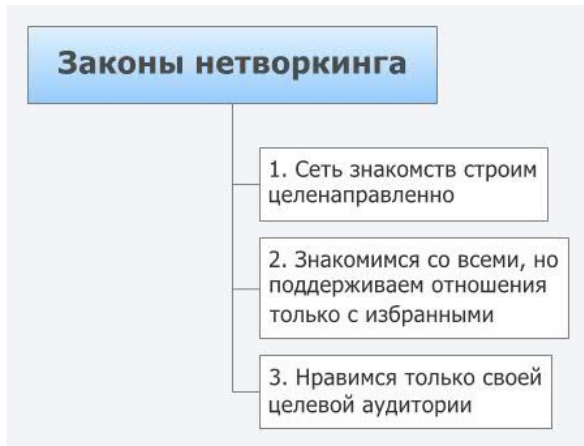 Законы нетворкинга
1. Сеть знакомств строим
целенаправленно
2. Знакомимся со всеми, но
поддерживаем отношения
только с избранными
3. Нравимся только своей
целевой аудитории